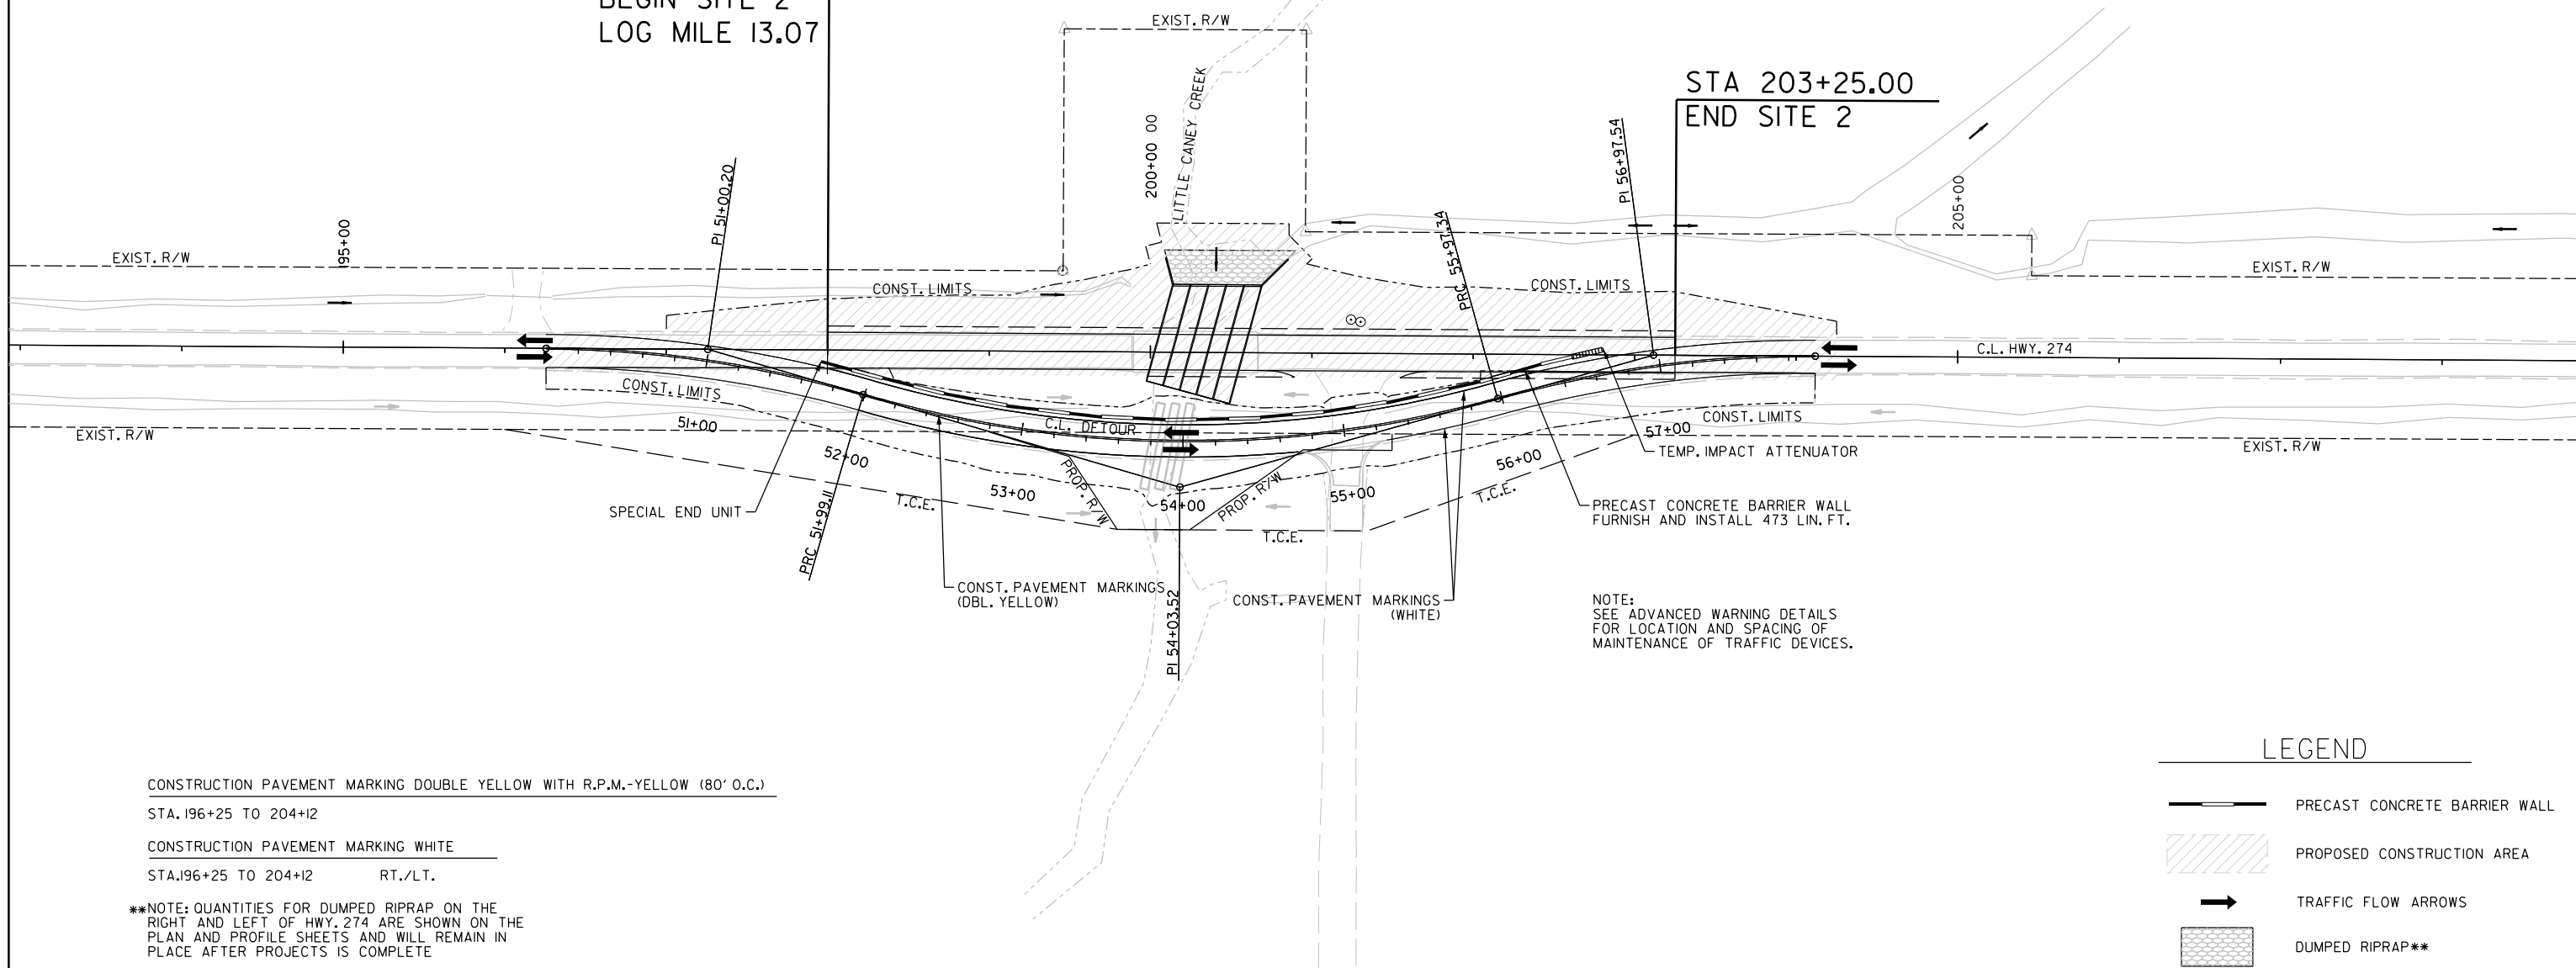 BEGIN SITE 2
LOG MILE 13.07
EXIST. R/W
STA 203+25.00
END SITE 2
LITTLE CANEY CREEK
200+00 00
PI 51+00.20
PI 56+97.54
PRC 55+97.34
195+00
205+00
EXIST. R/W
EXIST. R/W
CONST. LIMITS
CONST. LIMITS
C.L. HWY. 274
CONST. LIMITS
CONST. LIMITS
EXIST. R/W
EXIST. R/W
51+00
52+00
53+00
54+00
55+00
56+00
57+00
C.L. DETOUR
TEMP. IMPACT ATTENUATOR
PROP. R/W
PROP. R/W
T.C.E.
T.C.E.
T.C.E.
SPECIAL END UNIT
PRC 51+99.11
PI 54+03.52
PRECAST CONCRETE BARRIER WALL
FURNISH AND INSTALL 473 LIN. FT.
CONST. PAVEMENT MARKINGS
(DBL. YELLOW)
CONST. PAVEMENT MARKINGS
(WHITE)
NOTE:
SEE ADVANCED WARNING DETAILS
FOR LOCATION AND SPACING OF
MAINTENANCE OF TRAFFIC DEVICES.
CONSTRUCTION PAVEMENT MARKING DOUBLE YELLOW WITH R.P.M.-YELLOW (80' O.C.)
STA. 196+25 TO 204+12
CONSTRUCTION PAVEMENT MARKING WHITE
STA.196+25 TO 204+12 RT./LT.
**NOTE: QUANTITIES FOR DUMPED RIPRAP ON THE
RIGHT AND LEFT OF HWY. 274 ARE SHOWN ON THE
PLAN AND PROFILE SHEETS AND WILL REMAIN IN
PLACE AFTER PROJECTS IS COMPLETE
LEGEND
PRECAST CONCRETE BARRIER WALL
PROPOSED CONSTRUCTION AREA
TRAFFIC FLOW ARROWS
DUMPED RIPRAP**